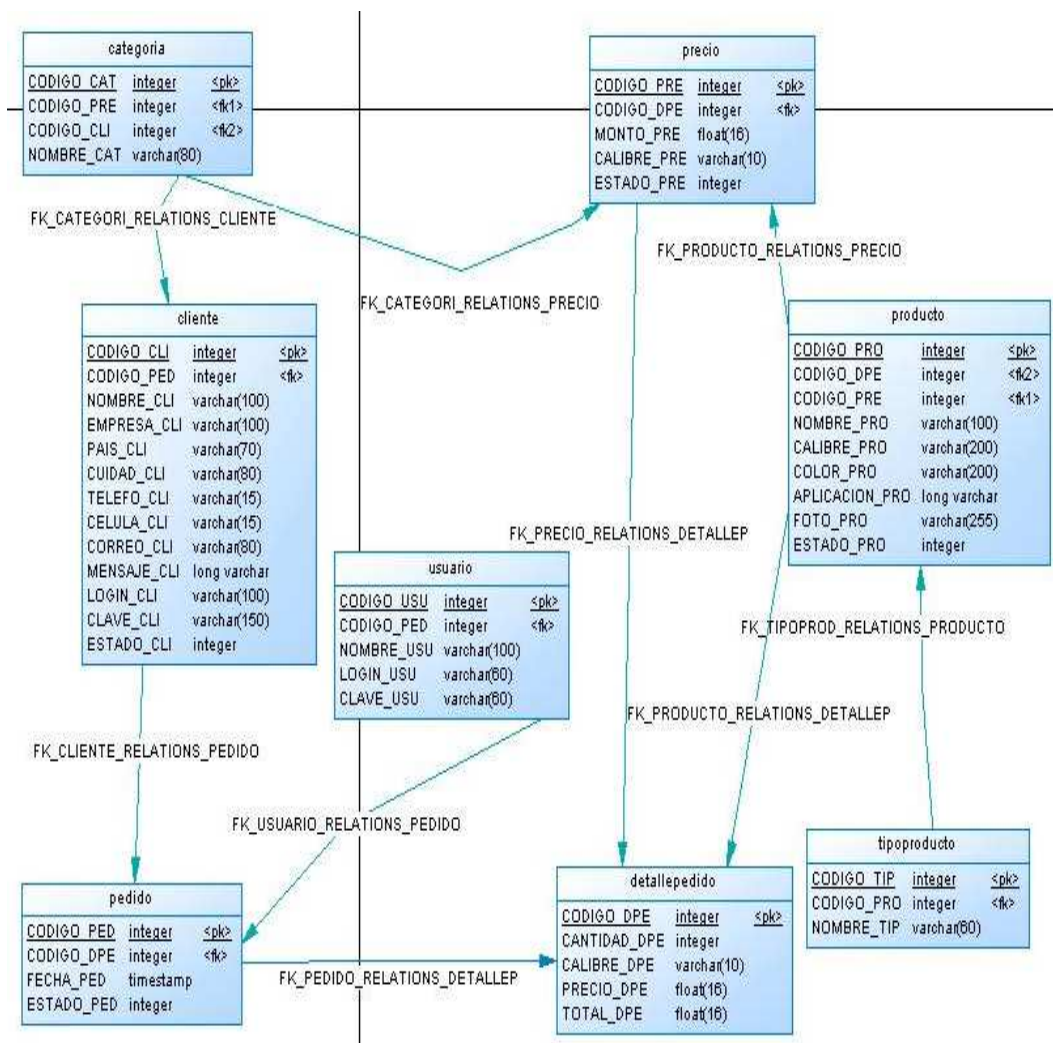 categoria
CODIGO_CAT integer <pk>
CODIGO_PRE integer <fk1>
CODIGO_CLI integer <fk2>
NOMBRE_CAT varchar(80)
precio
CODIGO_PRE integer <pk>
CODIGO_DPE integer <fk>
MONTO_PRE float(16)
CALIBRE_PRE varchar(10)
ESTADO_PRE integer
FK_CATEGORI_RELATIONS_CLIENTE
FK_PRODUCTO_RELATIONS_PRECIO
FK_CATEGORI_RELATIONS_PRECIO
cliente
CODIGO_CLI integer <pk>
CODIGO_PED integer <fk>
NOMBRE_CLI varchar(100)
EMPRESA_CLI varchar(100)
PAIS_CLI varchar(70)
CUIDAD_CLI varchar(80)
TELEFO_CLI varchar(15)
CELULA_CLI varchar(15)
CORREO_CLI varchar(80)
MENSAJE_CLI long varchar
LOGIN_CLI varchar(100)
CLAVE_CLI varchar(150)
ESTADO_CLI integer
producto
CODIGO_PRO integer <pk>
CODIGO_DPE integer <fk2>
CODIGO_PRE integer <fk1>
NOMBRE_PRO varchar(100)
CALIBRE_PRO varchar(200)
COLOR_PRO varchar(200)
APLICACION_PRO long varchar
FOTO_PRO varchar(255)
ESTADO_PRO integer
FK_PRECIO_RELATIONS_DETALLEP
usuario
CODIGO_USU integer <pk>
CODIGO_PED integer <fk>
NOMBRE_USU varchar(100)
LOGIN_USU varchar(60)
CLAVE_USU varchar(60)
FK_TIPOPROD_RELATIONS_PRODUCTO
FK_PRODUCTO_RELATIONS_DETALLEP
FK_CLIENTE_RELATIONS_PEDIDO
FK_USUARIO_RELATIONS_PEDIDO
tipoproducto
CODIGO_TIP integer <pk>
CODIGO_PRO integer <fk>
NOMBRE_TIP varchar(60)
pedido
CODIGO_PED integer <pk>
CODIGO_DPE integer <fk>
FECHA_PED timestamp
ESTADO_PED integer
FK_PEDIDO_RELATIONS_DETALLEP
detallepedido
CODIGO_DPE integer <pk>
CANTIDAD_DPE integer
CALIBRE_DPE varchar(10)
PRECIO_DPE float(16)
TOTAL_DPE float(16)